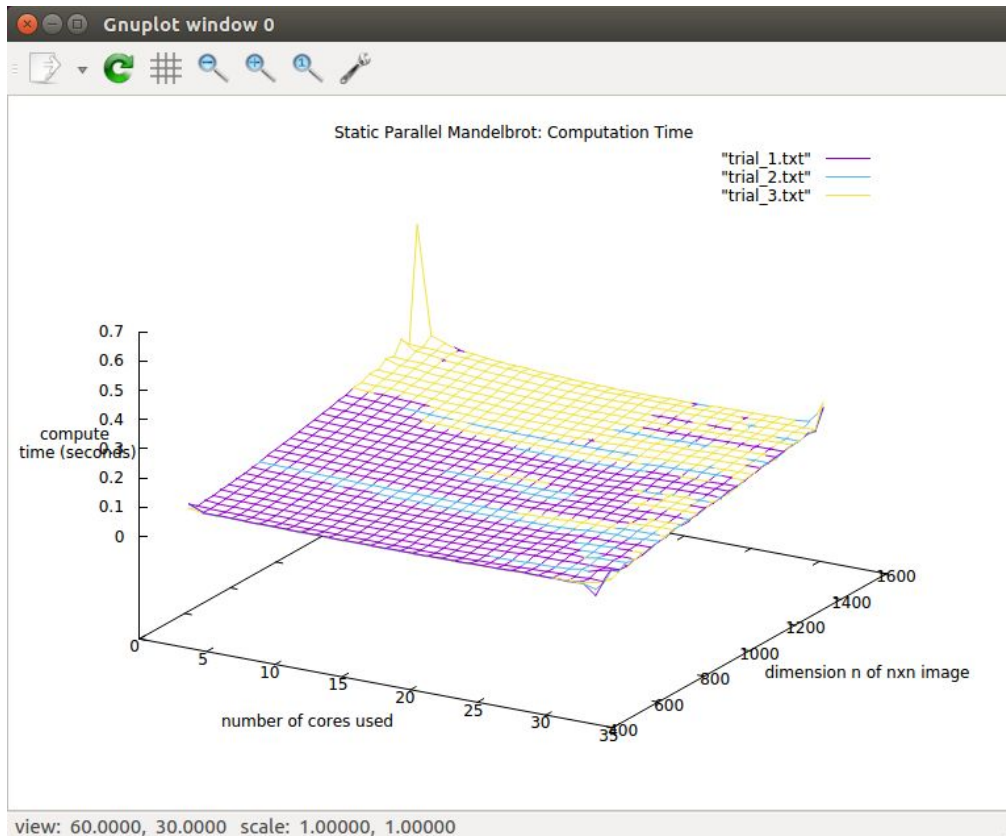 Gnuplot window 0
Static Parallel Mandelbrot: Computation Time
"trial_1.txt"
"trial_2.txt"
"trial_3.txt"
0.7
0.6
0.5
0.4
0.3
0.2
0.1
0
compute
time (seconds)
0
5
10
15
20
25
30
35
number of cores used
400
600
800
1000
1200
1400
1600
dimension n of nxn image
view: 60.0000, 30.0000 scale: 1.00000, 1.00000